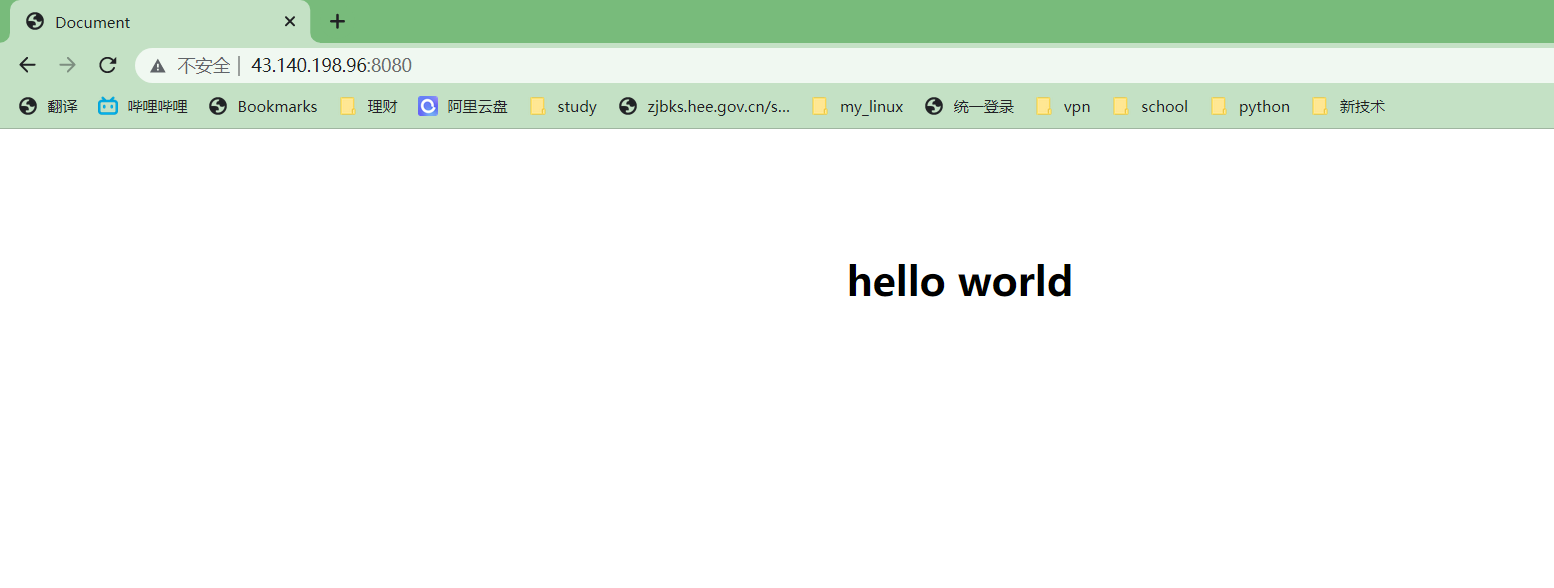 Document
不安全 | 43.140.198.96:8080
翻译 哔哩哔哩 Bookmarks 理财 阿里云盘 study zjbks.hee.gov.cn/s... my_linux 统一登录 vpn school python 新技术
hello world